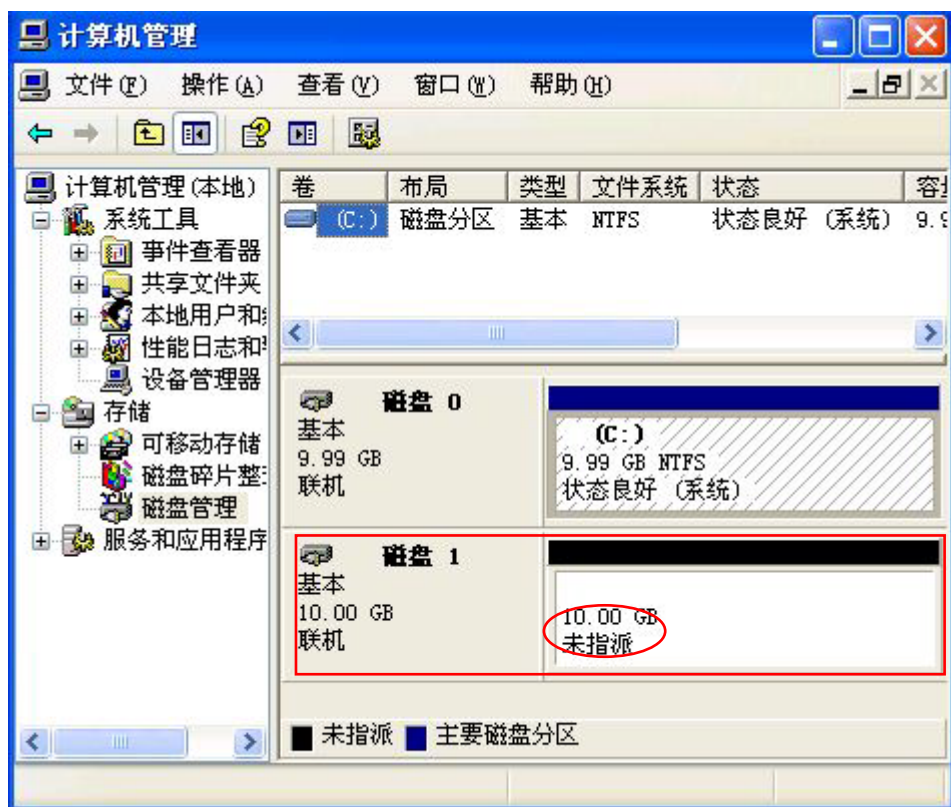 计算机管理
文件(F) 操作(A) 查看(V) 窗口(W) 帮助(H)
计算机管理(本地)
系统工具
事件查看器
共享文件夹
本地用户和
性能日志和
设备管理器
存储
可移动存储
磁盘碎片整
磁盘管理
服务和应用程序
卷 布局 类型 文件系统 状态
(C:) 磁盘分区 基本 NTFS 状态良好 (系统)
磁盘 0
基本
9.99 GB
联机
(C:)
9.99 GB NTFS
状态良好 (系统)
磁盘 1
基本
10.00 GB
联机
10.00 GB
未指派
未指派 主要磁盘分区